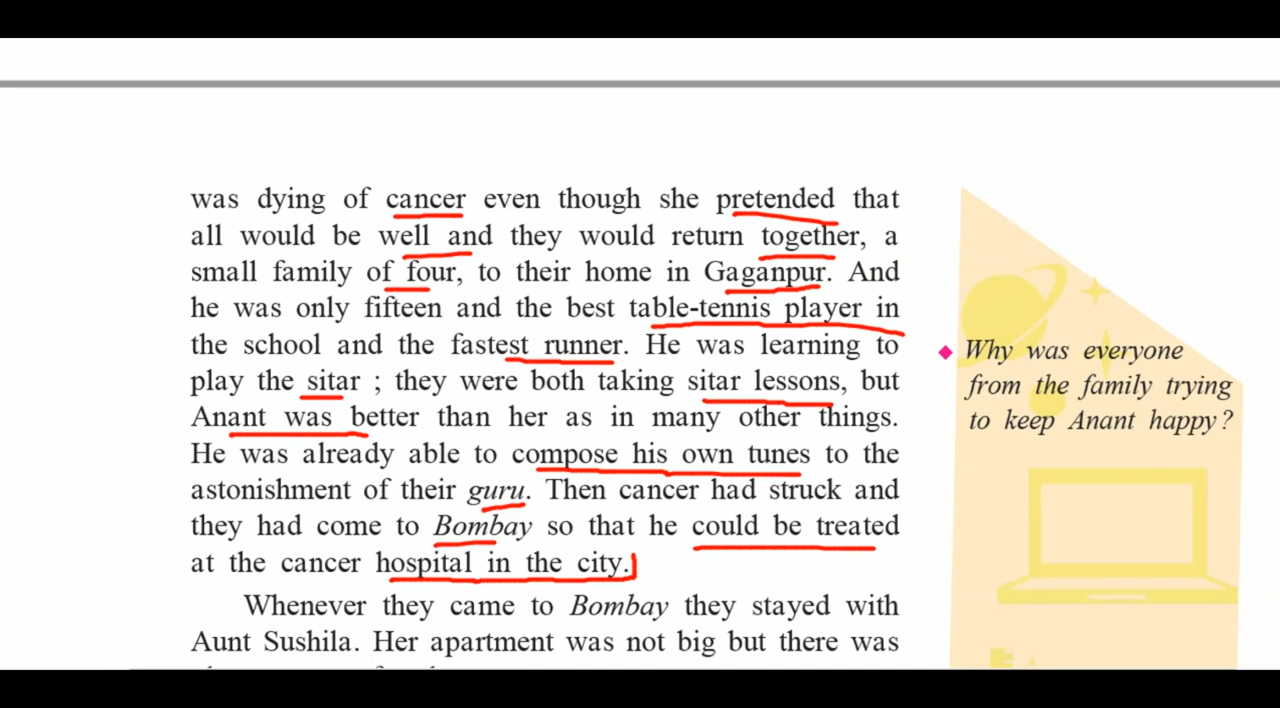 was dying of cancer even though she pretended that
all would be well and they would return together, a
small family of four, to their home in Gaganpur. And
he was only fifteen and the best table-tennis player in
the school and the fastest runner. He was learning to
play the sitar ; they were both taking sitar lessons, but
Anant was better than her as in many other things.
He was already able to compose his own tunes to the
astonishment of their guru. Then cancer had struck and
they had come to Bombay so that he could be treated
at the cancer hospital in the city.
Whenever they came to Bombay they stayed with
Aunt Sushila. Her apartment was not big but there was
Why was everyone
from the family trying
to keep Anant happy?